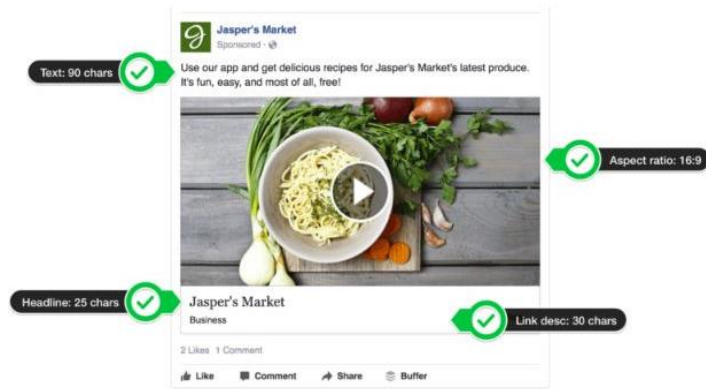 Jasper's Market
Sponsored ·
Text: 90 chars
Use our app and get delicious recipes for Jasper's Market's latest produce.
It's fun, easy, and most of all, free!
Aspect ratio: 16:9
Headline: 25 chars
Jasper's Market
Business
Link desc: 30 chars
2 Likes 1 Comment
Like Comment Share Buffer